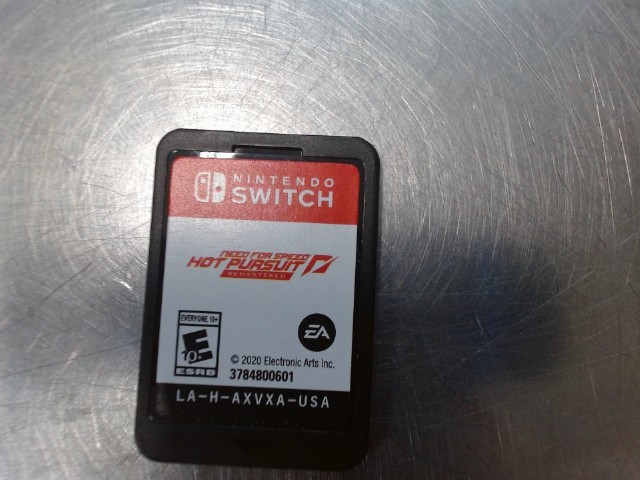 NINTENDO
SWITCH
NEED FOR SPEED
HOT PURSUIT
REMASTERED
EVERYONE 10+
E
10+
ESRB
EA
© 2020 Electronic Arts Inc.
3784800601
LA-H-AXVXA-USA